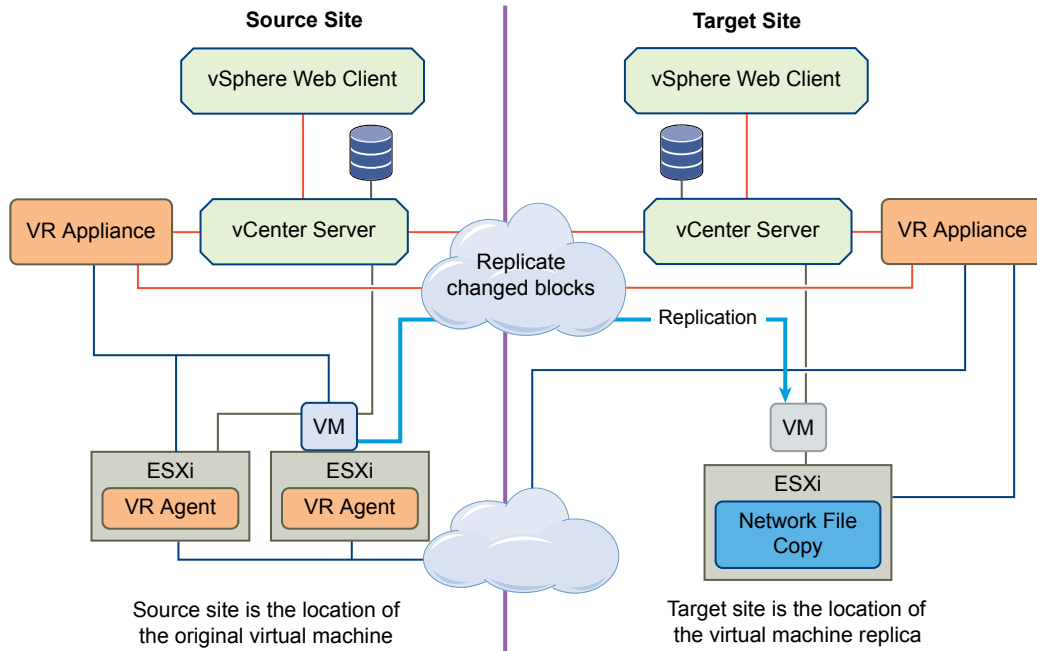 Source Site
Target Site
vSphere Web Client
vSphere Web Client
VR Appliance
vCenter Server
vCenter Server
VR Appliance
Replicate
changed blocks
Replication
VM
VM
ESXi
VR Agent
ESXi
VR Agent
ESXi
Network File
Copy
Source site is the location of
the original virtual machine
Target site is the location of
the virtual machine replica